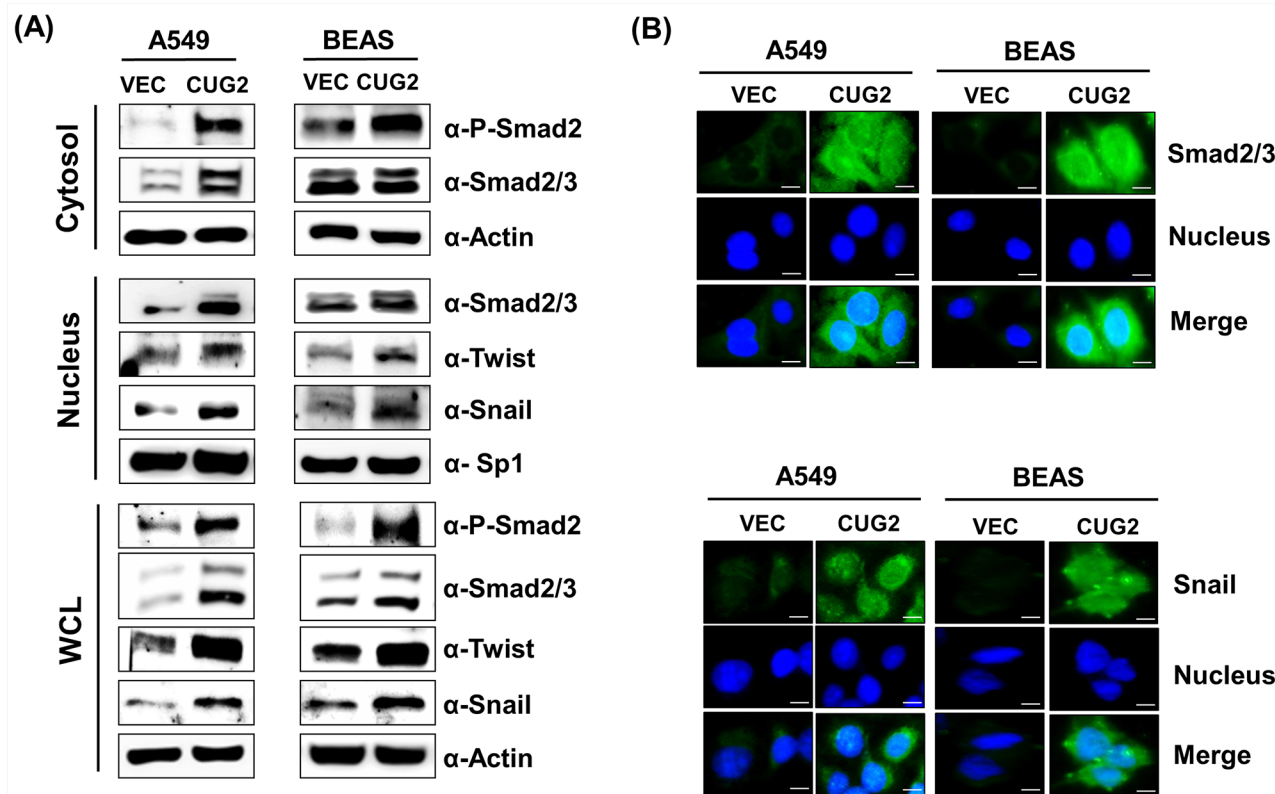 (A)
A549 BEAS
VEC CUG2 VEC CUG2
Cytosol
α-P-Smad2
α-Smad2/3
α-Actin
Nucleus
α-Smad2/3
α-Twist
α-Snail
α- Sp1
WCL
α-P-Smad2
α-Smad2/3
α-Twist
α-Snail
α-Actin
(B)
A549 BEAS
VEC CUG2 VEC CUG2
Smad2/3
Nucleus
Merge
A549 BEAS
VEC CUG2 VEC CUG2
Snail
Nucleus
Merge